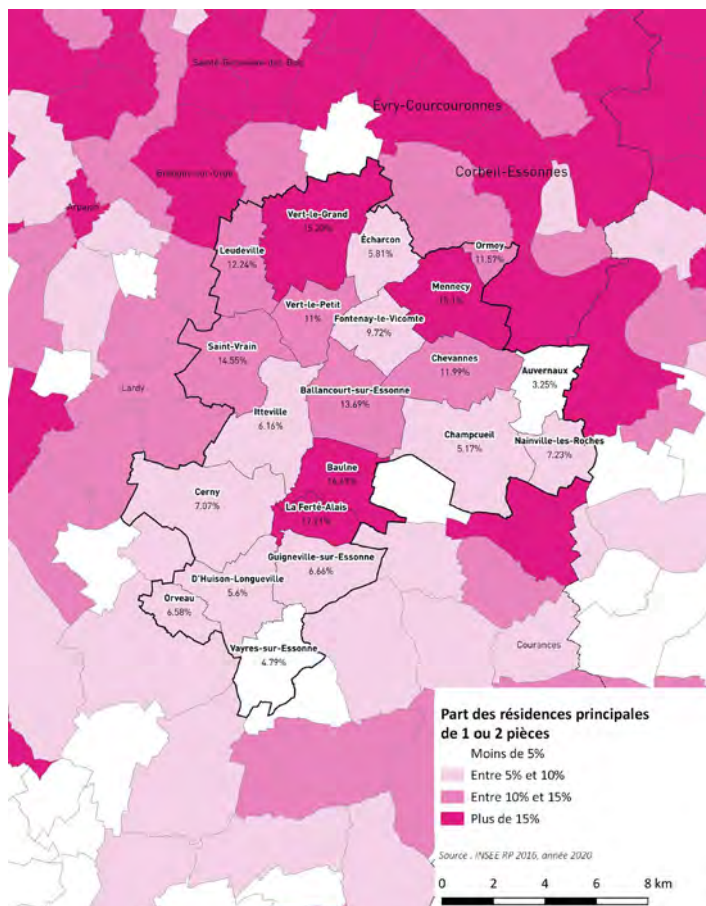 Sainte-Geneviève-des-Bois
Évry-Courcouronnes
Brétigny-sur-Orge
Corbeil-Essonnes
Arpajon
Vert-le-Grand
15.20%
Leudeville
12.24%
Écharcon
5.81%
Ormoy
11.57%
Mennecy
15.1%
Vert-le-Petit
11%
Fontenay-le-Vicomte
9.72%
Saint-Vrain
14.55%
Chevannes
11.99%
Auvernaux
3.25%
Lardy
Ballancourt-sur-Essonne
13.69%
Itteville
6.16%
Champcueil
5.17%
Nainville-les-Roches
7.23%
Baulne
Cerny
7.07%
La Ferté-Alais
Guigneville-sur-Essonne
6.66%
D'Huison-Longueville
5.6%
Orveau
6.58%
Vayres-sur-Essonne
4.79%
Courances
Part des résidences principales
de 1 ou 2 pièces
Moins de 5%
Entre 5% et 10%
Entre 10% et 15%
Plus de 15%
Source : INSEE RP 2016, année 2020
0 2 4 6 8 km